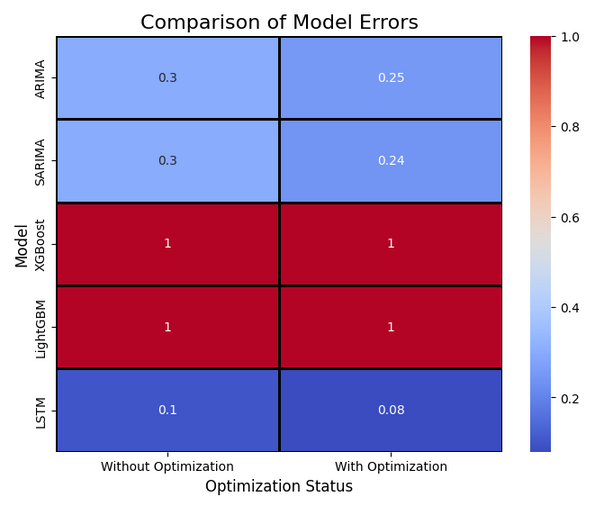 Comparison of Model Errors
Model
ARIMA
0.3
0.25
SARIMA
0.3
0.24
XGBoost
1
1
LightGBM
1
1
LSTM
0.1
0.08
Without Optimization
With Optimization
Optimization Status
1.0
0.8
0.6
0.4
0.2